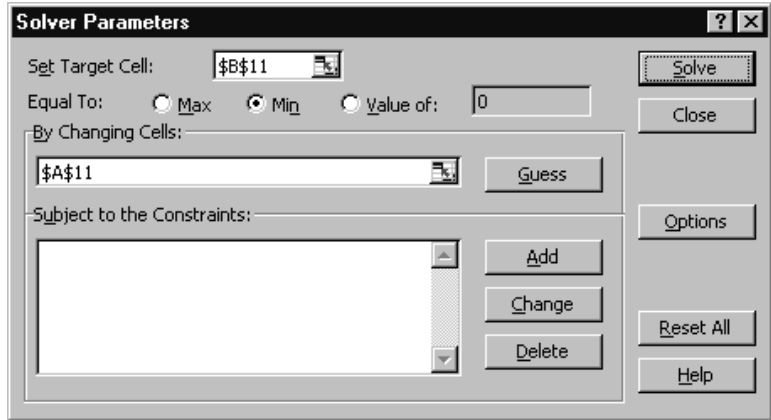 Solver Parameters ? ×
Set Target Cell: $B$11 Solve
Equal To: Max Min Value of: 0 Close
By Changing Cells:
$A$11 Guess
Subject to the Constraints: Options
Add
Change
Reset All
Delete
Help